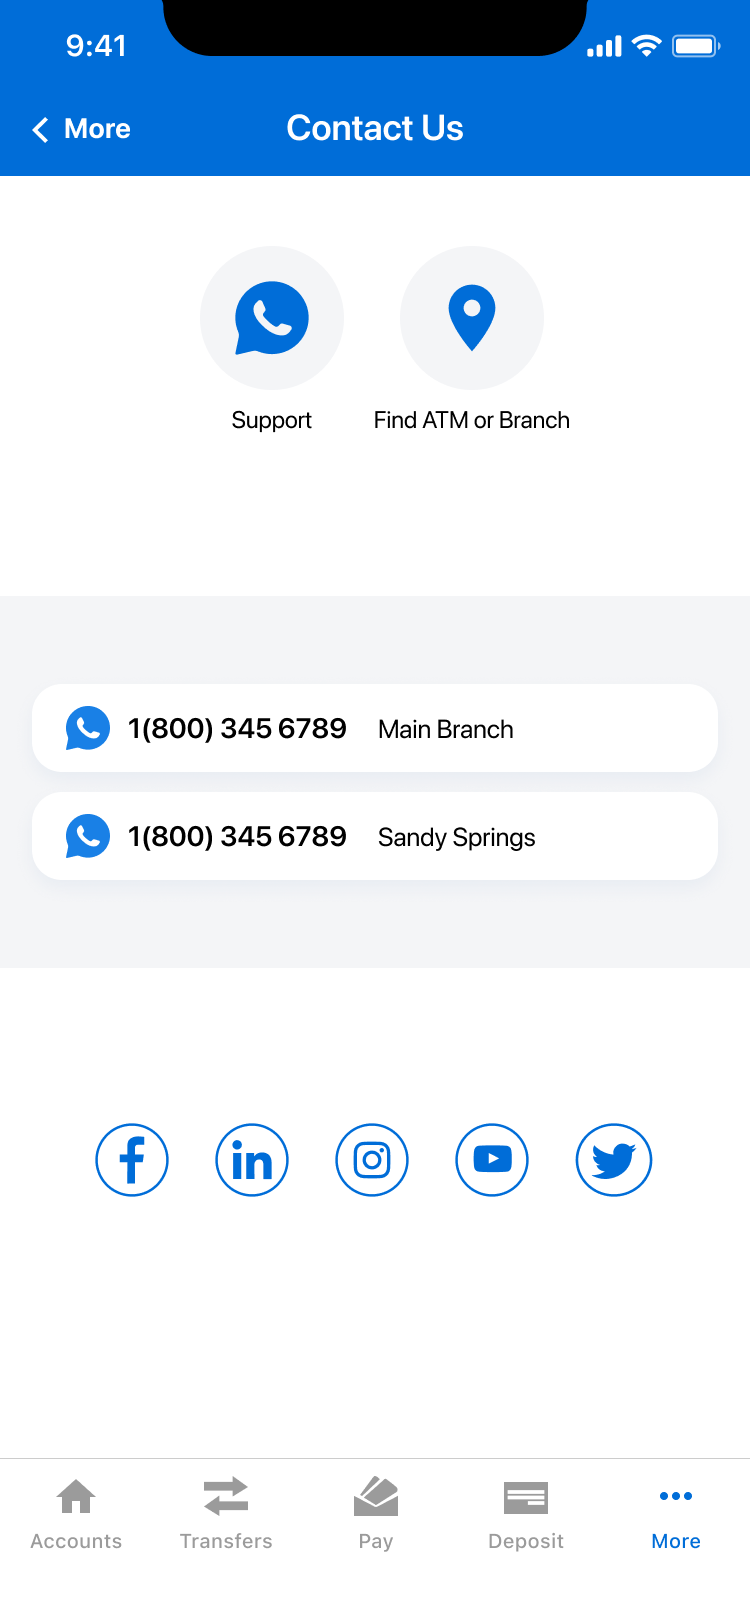 9:41
More
Contact Us
Support
Find ATM or Branch
1(800) 345 6789 Main Branch
1(800) 345 6789 Sandy Springs
Accounts
Transfers
Pay
Deposit
More